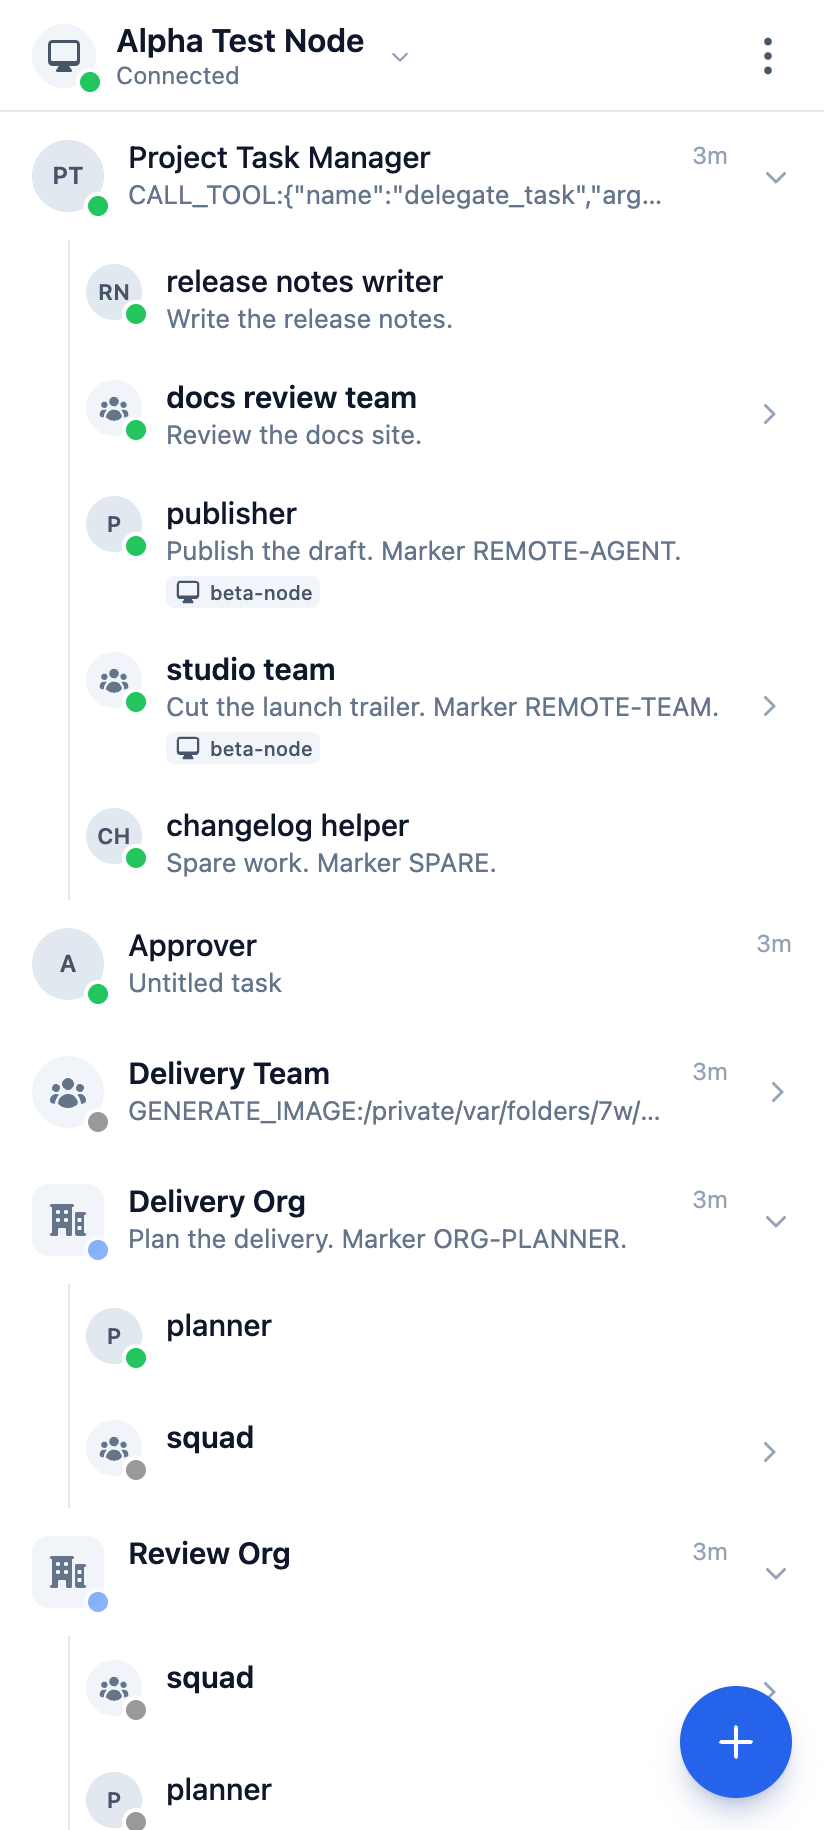 Alpha Test Node
Connected
PT
Project Task Manager
3m
CALL_TOOL:{"name":"delegate_task","arg...
RN
release notes writer
Write the release notes.
docs review team
Review the docs site.
P
publisher
Publish the draft. Marker REMOTE-AGENT.
beta-node
studio team
Cut the launch trailer. Marker REMOTE-TEAM.
beta-node
CH
changelog helper
Spare work. Marker SPARE.
A
Approver
3m
Untitled task
Delivery Team
3m
GENERATE_IMAGE:/private/var/folders/7w/...
Delivery Org
3m
Plan the delivery. Marker ORG-PLANNER.
P
planner
squad
Review Org
3m
squad
P
planner